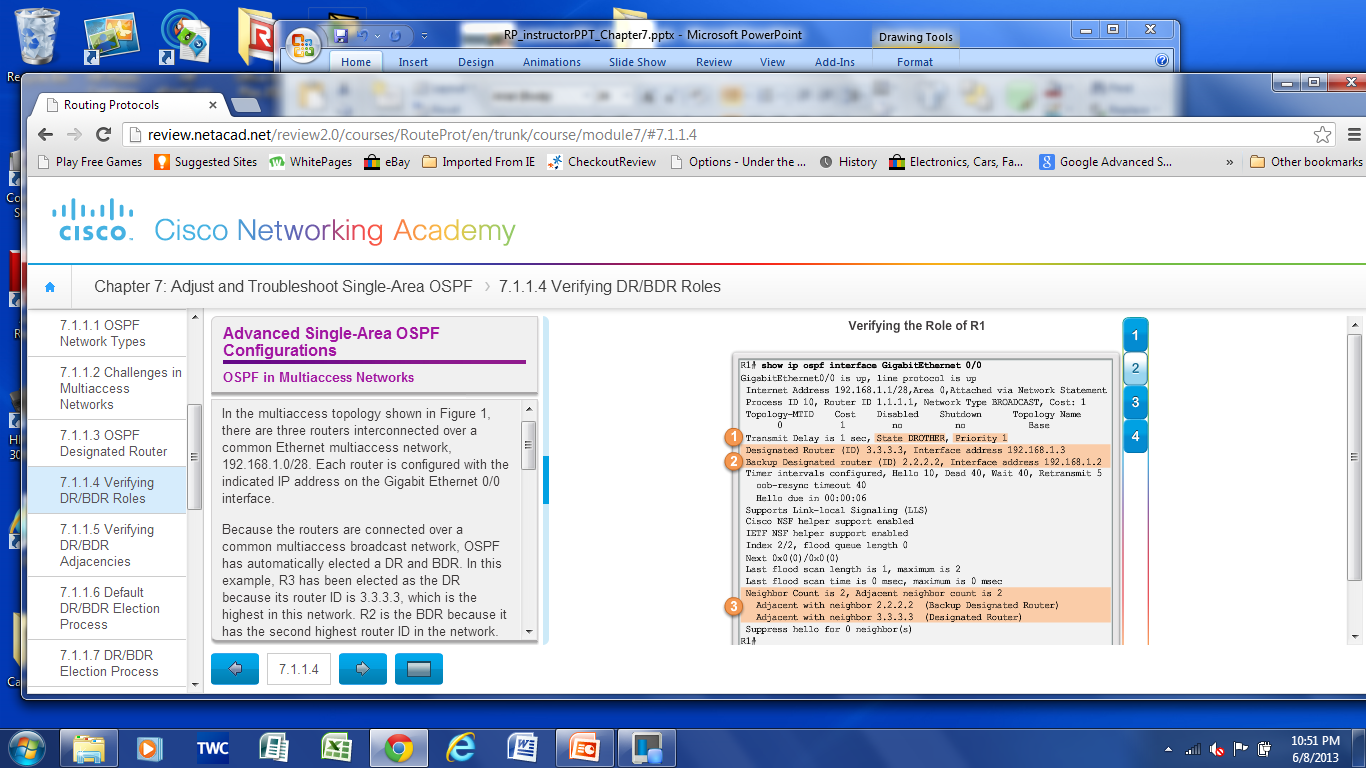 RP_instructorPPT_Chapter7.pptx - Microsoft PowerPoint
Drawing Tools
Home Insert Design Animations Slide Show Review View Add-Ins Format
Routing Protocols
review.netacad.net/review2.0/courses/RouteProt/en/trunk/course/module7/#7.1.1.4
Play Free Games Suggested Sites WhitePages eBay Imported From IE CheckoutReview Options - Under the ... History Electronics, Cars, Fa... Google Advanced S... » Other bookmarks
CISCO. Cisco Networking Academy
Chapter 7: Adjust and Troubleshoot Single-Area OSPF 7.1.1.4 Verifying DR/BDR Roles
7.1.1.1 OSPF
Network Types
7.1.1.2 Challenges in
Multiaccess
Networks
7.1.1.3 OSPF
Designated Router
7.1.1.4 Verifying
DR/BDR Roles
7.1.1.5 Verifying
DR/BDR
Adjacencies
7.1.1.6 Default
DR/BDR Election
Process
7.1.1.7 DR/BDR
Election Process
Advanced Single-Area OSPF
Configurations
OSPF in Multiaccess Networks
In the multiaccess topology shown in Figure 1,
there are three routers interconnected over a
common Ethernet multiaccess network,
192.168.1.0/28. Each router is configured with the
indicated IP address on the Gigabit Ethernet 0/0
interface.
Because the routers are connected over a
common multiaccess broadcast network, OSPF
has automatically elected a DR and BDR. In this
example, R3 has been elected as the DR
because its router ID is 3.3.3.3, which is the
highest in this network. R2 is the BDR because it
has the second highest router ID in the network.
7.1.1.4
Verifying the Role of R1
R1# show ip ospf interface GigabitEthernet 0/0
GigabitEthernet0/0 is up, line protocol is up
Internet Address 192.168.1.1/28,Area 0,Attached via Network Statement
Process ID 10, Router ID 1.1.1.1, Network Type BROADCAST, Cost: 1
Topology-MTID Cost Disabled Shutdown Topology Name
0 1 no no Base
1 Transmit Delay is 1 sec, State DROTHER, Priority 1
Designated Router (ID) 3.3.3.3, Interface address 192.168.1.3
2 Backup Designated router (ID) 2.2.2.2, Interface address 192.168.1.2
Timer intervals configured, Hello 10, Dead 40, Wait 40, Retransmit 5
oob-resync timeout 40
Hello due in 00:00:06
Supports Link-local Signaling (LLS)
Cisco NSF helper support enabled
IETF NSF helper support enabled
Index 2/2, flood queue length 0
Next 0x0(0)/0x0(0)
Last flood scan length is 1, maximum is 2
Last flood scan time is 0 msec, maximum is 0 msec
Neighbor Count is 2, Adjacent neighbor count is 2
3 Adjacent with neighbor 2.2.2.2 (Backup Designated Router)
Adjacent with neighbor 3.3.3.3 (Designated Router)
Suppress hello for 0 neighbor(s)
R1#
1
2
3
4
TWC
10:51 PM
6/8/2013